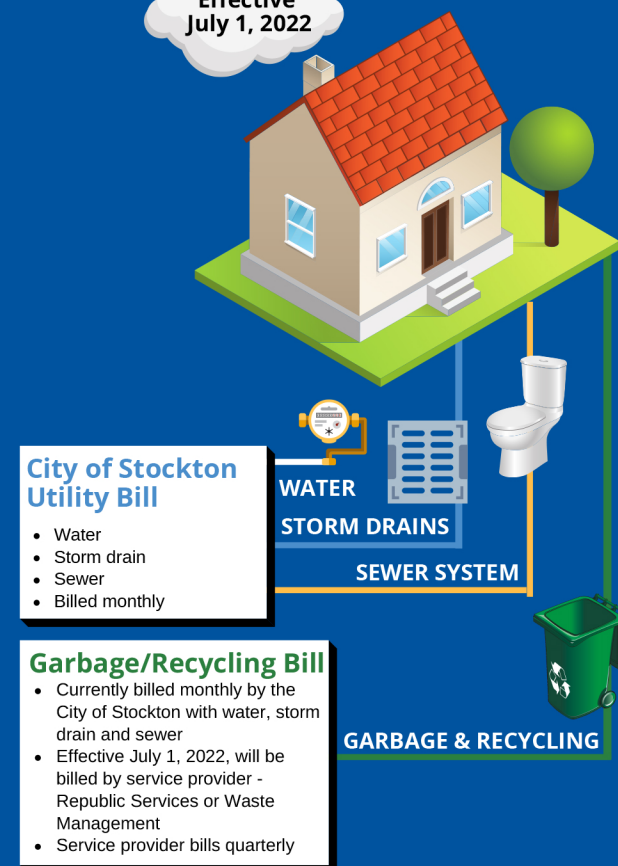 Effective
July 1, 2022
WATER
STORM DRAINS
SEWER SYSTEM
City of Stockton
Utility Bill
• Water
• Storm drain
• Sewer
• Billed monthly
Garbage/Recycling Bill
• Currently billed monthly by the
City of Stockton with water, storm
drain and sewer
• Effective July 1, 2022, will be
billed by service provider -
Republic Services or Waste
Management
• Service provider bills quarterly
GARBAGE & RECYCLING